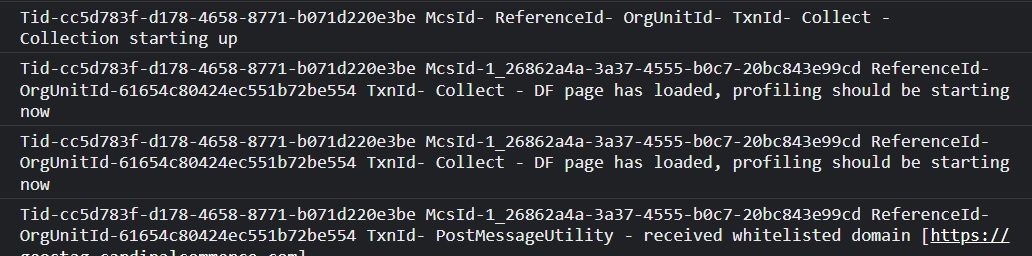 Tid-cc5d783f-d178-4658-8771-b071d220e3be McsId- ReferenceId- OrgUnitId- TxnId- Collect -
Collection starting up
Tid-cc5d783f-d178-4658-8771-b071d220e3be McsId-1_26862a4a-3a37-4555-b0c7-20bc843e99cd ReferenceId-
OrgUnitId-61654c80424ec551b72be554 TxnId- Collect - DF page has loaded, profiling should be starting
now
Tid-cc5d783f-d178-4658-8771-b071d220e3be McsId-1_26862a4a-3a37-4555-b0c7-20bc843e99cd ReferenceId-
OrgUnitId-61654c80424ec551b72be554 TxnId- Collect - DF page has loaded, profiling should be starting
now
Tid-cc5d783f-d178-4658-8771-b071d220e3be McsId-1_26862a4a-3a37-4555-b0c7-20bc843e99cd ReferenceId-
OrgUnitId-61654c80424ec551b72be554 TxnId- PostMessageUtility - received whitelisted domain [https://